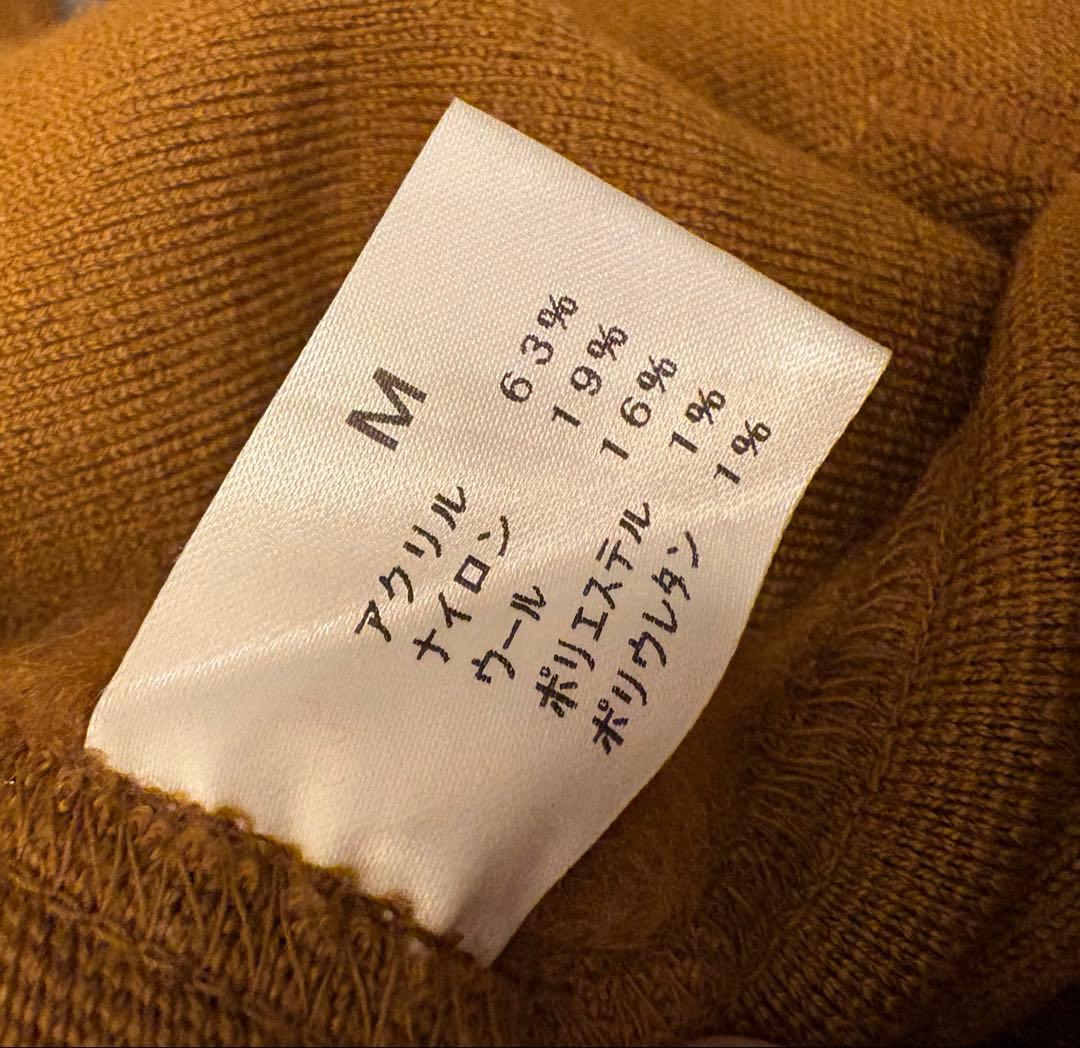 M
アクリル 63%
ナイロン 19%
ウール 16%
ポリエステル 1%
ポリウレタン 1%